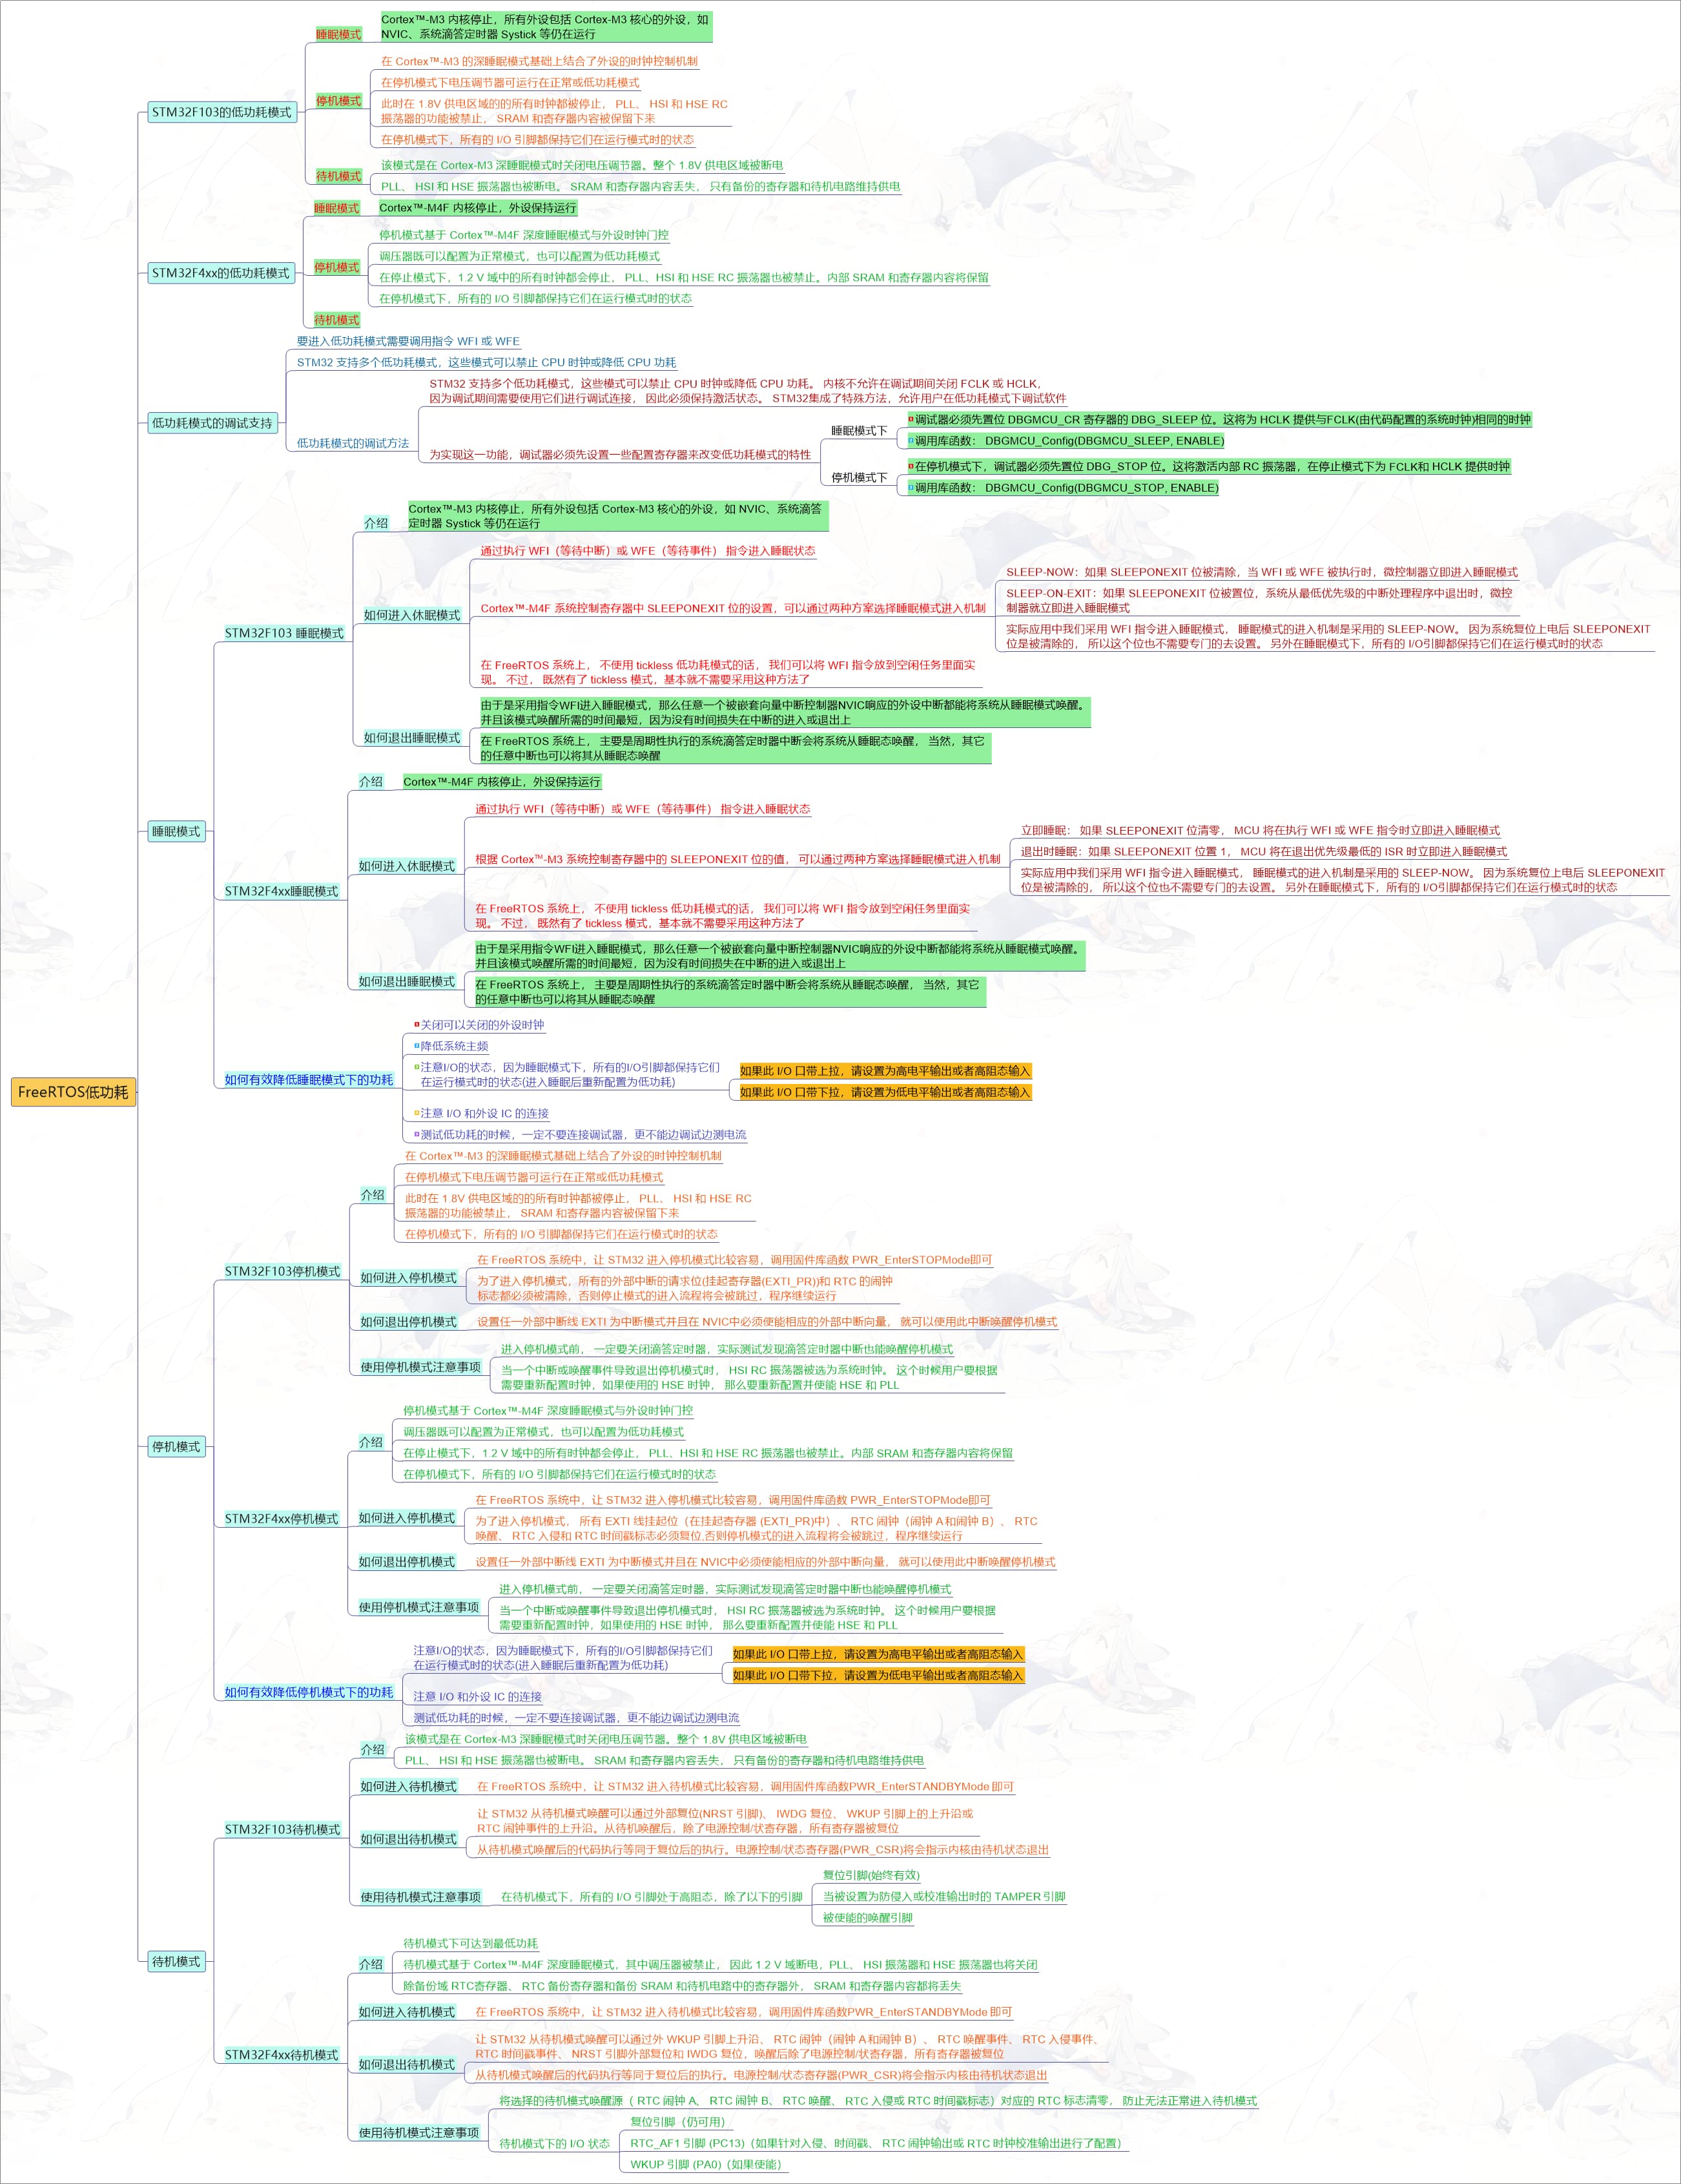 FreeRTOS低功耗
STM32F103的低功耗模式
睡眠模式
Cortex™-M3 内核停止，所有外设包括 Cortex-M3 核心的外设，如
NVIC、系统滴答定时器 Systick 等仍在运行
停机模式
在 Cortex™-M3 的深睡眠模式基础上结合了外设的时钟控制机制
在停机模式下电压调节器可运行在正常或低功耗模式
此时在 1.8V 供电区域的的所有时钟都被停止， PLL、 HSI 和 HSE RC
振荡器的功能被禁止， SRAM 和寄存器内容被保留下来
在停机模式下，所有的 I/O 引脚都保持它们在运行模式时的状态
待机模式
该模式是在 Cortex-M3 深睡眠模式时关闭电压调节器。整个 1.8V 供电区域被断电
PLL、 HSI 和 HSE 振荡器也被断电。 SRAM 和寄存器内容丢失， 只有备份的寄存器和待机电路维持供电
STM32F4xx的低功耗模式
睡眠模式
Cortex™-M4F 内核停止，外设保持运行
停机模式
停机模式基于 Cortex™-M4F 深度睡眠模式与外设时钟门控
调压器既可以配置为正常模式，也可以配置为低功耗模式
在停止模式下，1.2 V 域中的所有时钟都会停止， PLL、HSI 和 HSE RC 振荡器也被禁止。内部 SRAM 和寄存器内容将保留
在停机模式下，所有的 I/O 引脚都保持它们在运行模式时的状态
待机模式
低功耗模式的调试支持
要进入低功耗模式需要调用指令 WFI 或 WFE
STM32 支持多个低功耗模式，这些模式可以禁止 CPU 时钟或降低 CPU 功耗
低功耗模式的调试方法
STM32 支持多个低功耗模式，这些模式可以禁止 CPU 时钟或降低 CPU 功耗。 内核不允许在调试期间关闭 FCLK 或 HCLK，
因为调试期间需要使用它们进行调试连接， 因此必须保持激活状态。 STM32集成了特殊方法，允许用户在低功耗模式下调试软件
为实现这一功能，调试器必须先设置一些配置寄存器来改变低功耗模式的特性
睡眠模式下
调试器必须先置位 DBGMCU_CR 寄存器的 DBG_SLEEP 位。这将为 HCLK 提供与FCLK(由代码配置的系统时钟)相同的时钟
调用库函数： DBGMCU_Config(DBGMCU_SLEEP, ENABLE)
停机模式下
在停机模式下，调试器必须先置位 DBG_STOP 位。这将激活内部 RC 振荡器，在停止模式下为 FCLK和 HCLK 提供时钟
调用库函数： DBGMCU_Config(DBGMCU_STOP, ENABLE)
睡眠模式
STM32F103 睡眠模式
介绍
Cortex™-M3 内核停止，所有外设包括 Cortex-M3 核心的外设，如 NVIC、系统滴答
定时器 Systick 等仍在运行
如何进入休眠模式
通过执行 WFI（等待中断）或 WFE（等待事件） 指令进入睡眠状态
Cortex™-M4F 系统控制寄存器中 SLEEPONEXIT 位的设置，可以通过两种方案选择睡眠模式进入机制
SLEEP-NOW：如果 SLEEPONEXIT 位被清除，当 WFI 或 WFE 被执行时，微控制器立即进入睡眠模式
SLEEP-ON-EXIT：如果 SLEEPONEXIT 位被置位，系统从最低优先级的中断处理程序中退出时，微控
制器就立即进入睡眠模式
实际应用中我们采用 WFI 指令进入睡眠模式， 睡眠模式的进入机制是采用的 SLEEP-NOW。 因为系统复位上电后 SLEEPONEXIT
位是被清除的， 所以这个位也不需要专门的去设置。 另外在睡眠模式下，所有的 I/O引脚都保持它们在运行模式时的状态
在 FreeRTOS 系统上， 不使用 tickless 低功耗模式的话， 我们可以将 WFI 指令放到空闲任务里面实
现。 不过， 既然有了 tickless 模式，基本就不需要采用这种方法了
如何退出睡眠模式
由于是采用指令WFI进入睡眠模式，那么任意一个被嵌套向量中断控制器NVIC响应的外设中断都能将系统从睡眠模式唤醒。
并且该模式唤醒所需的时间最短，因为没有时间损失在中断的进入或退出上
在 FreeRTOS 系统上， 主要是周期性执行的系统滴答定时器中断会将系统从睡眠态唤醒， 当然，其它
的任意中断也可以将其从睡眠态唤醒
STM32F4xx睡眠模式
介绍
Cortex™-M4F 内核停止，外设保持运行
如何进入休眠模式
通过执行 WFI（等待中断）或 WFE（等待事件） 指令进入睡眠状态
根据 Cortex™-M3 系统控制寄存器中的 SLEEPONEXIT 位的值， 可以通过两种方案选择睡眠模式进入机制
立即睡眠： 如果 SLEEPONEXIT 位清零， MCU 将在执行 WFI 或 WFE 指令时立即进入睡眠模式
退出时睡眠：如果 SLEEPONEXIT 位置 1， MCU 将在退出优先级最低的 ISR 时立即进入睡眠模式
实际应用中我们采用 WFI 指令进入睡眠模式， 睡眠模式的进入机制是采用的 SLEEP-NOW。 因为系统复位上电后 SLEEPONEXIT
位是被清除的， 所以这个位也不需要专门的去设置。 另外在睡眠模式下，所有的 I/O引脚都保持它们在运行模式时的状态
在 FreeRTOS 系统上， 不使用 tickless 低功耗模式的话， 我们可以将 WFI 指令放到空闲任务里面实
现。 不过， 既然有了 tickless 模式，基本就不需要采用这种方法了
如何退出睡眠模式
由于是采用指令WFI进入睡眠模式，那么任意一个被嵌套向量中断控制器NVIC响应的外设中断都能将系统从睡眠模式唤醒。
并且该模式唤醒所需的时间最短，因为没有时间损失在中断的进入或退出上
在 FreeRTOS 系统上， 主要是周期性执行的系统滴答定时器中断会将系统从睡眠态唤醒， 当然，其它
的任意中断也可以将其从睡眠态唤醒
如何有效降低睡眠模式下的功耗
关闭可以关闭的外设时钟
降低系统主频
注意I/O的状态，因为睡眠模式下，所有的I/O引脚都保持它们
在运行模式时的状态(进入睡眠后重新配置为低功耗)
如果此 I/O 口带上拉，请设置为高电平输出或者高阻态输入
如果此 I/O 口带下拉，请设置为低电平输出或者高阻态输入
注意 I/O 和外设 IC 的连接
测试低功耗的时候，一定不要连接调试器，更不能边调试边测电流
停机模式
STM32F103停机模式
介绍
在 Cortex™-M3 的深睡眠模式基础上结合了外设的时钟控制机制
在停机模式下电压调节器可运行在正常或低功耗模式
此时在 1.8V 供电区域的的所有时钟都被停止， PLL、 HSI 和 HSE RC
振荡器的功能被禁止， SRAM 和寄存器内容被保留下来
在停机模式下，所有的 I/O 引脚都保持它们在运行模式时的状态
如何进入停机模式
在 FreeRTOS 系统中，让 STM32 进入停机模式比较容易，调用固件库函数 PWR_EnterSTOPMode即可
为了进入停机模式，所有的外部中断的请求位(挂起寄存器(EXTI_PR))和 RTC 的闹钟
标志都必须被清除，否则停止模式的进入流程将会被跳过，程序继续运行
如何退出停机模式
设置任一外部中断线 EXTI 为中断模式并且在 NVIC中必须使能相应的外部中断向量， 就可以使用此中断唤醒停机模式
使用停机模式注意事项
进入停机模式前， 一定要关闭滴答定时器，实际测试发现滴答定时器中断也能唤醒停机模式
当一个中断或唤醒事件导致退出停机模式时， HSI RC 振荡器被选为系统时钟。 这个时候用户要根据
需要重新配置时钟，如果使用的 HSE 时钟， 那么要重新配置并使能 HSE 和 PLL
STM32F4xx停机模式
介绍
停机模式基于 Cortex™-M4F 深度睡眠模式与外设时钟门控
调压器既可以配置为正常模式，也可以配置为低功耗模式
在停止模式下，1.2 V 域中的所有时钟都会停止， PLL、HSI 和 HSE RC 振荡器也被禁止。内部 SRAM 和寄存器内容将保留
在停机模式下，所有的 I/O 引脚都保持它们在运行模式时的状态
如何进入停机模式
在 FreeRTOS 系统中，让 STM32 进入停机模式比较容易，调用固件库函数 PWR_EnterSTOPMode即可
为了进入停机模式， 所有 EXTI 线挂起位（在挂起寄存器 (EXTI_PR)中）、 RTC 闹钟（闹钟 A 和闹钟 B）、 RTC
唤醒、 RTC 入侵和 RTC 时间戳标志必须复位,否则停机模式的进入流程将会被跳过，程序继续运行
如何退出停机模式
设置任一外部中断线 EXTI 为中断模式并且在 NVIC中必须使能相应的外部中断向量， 就可以使用此中断唤醒停机模式
使用停机模式注意事项
进入停机模式前， 一定要关闭滴答定时器，实际测试发现滴答定时器中断也能唤醒停机模式
当一个中断或唤醒事件导致退出停机模式时， HSI RC 振荡器被选为系统时钟。 这个时候用户要根据
需要重新配置时钟，如果使用的 HSE 时钟， 那么要重新配置并使能 HSE 和 PLL
如何有效降低停机模式下的功耗
注意I/O的状态，因为睡眠模式下，所有的I/O引脚都保持它们
在运行模式时的状态(进入睡眠后重新配置为低功耗)
如果此 I/O 口带上拉，请设置为高电平输出或者高阻态输入
如果此 I/O 口带下拉，请设置为低电平输出或者高阻态输入
注意 I/O 和外设 IC 的连接
测试低功耗的时候，一定不要连接调试器，更不能边调试边测电流
待机模式
STM32F103待机模式
介绍
该模式是在 Cortex-M3 深睡眠模式时关闭电压调节器。整个 1.8V 供电区域被断电
PLL、 HSI 和 HSE 振荡器也被断电。 SRAM 和寄存器内容丢失， 只有备份的寄存器和待机电路维持供电
如何进入待机模式
在 FreeRTOS 系统中，让 STM32 进入待机模式比较容易，调用固件库函数PWR_EnterSTANDBYMode 即可
如何退出待机模式
让 STM32 从待机模式唤醒可以通过外部复位(NRST 引脚)、 IWDG 复位、 WKUP 引脚上的上升沿或
RTC 闹钟事件的上升沿。从待机唤醒后，除了电源控制/状寄存器，所有寄存器被复位
从待机模式唤醒后的代码执行等同于复位后的执行。电源控制/状态寄存器(PWR_CSR)将会指示内核由待机状态退出
使用待机模式注意事项
在待机模式下，所有的 I/O 引脚处于高阻态，除了以下的引脚
复位引脚(始终有效)
当被设置为防侵入或校准输出时的 TAMPER 引脚
被使能的唤醒引脚
STM32F4xx待机模式
介绍
待机模式下可达到最低功耗
待机模式基于 Cortex™-M4F 深度睡眠模式，其中调压器被禁止， 因此 1.2 V 域断电，PLL、 HSI 振荡器和 HSE 振荡器也将关闭
除备份域 RTC寄存器、 RTC 备份寄存器和备份 SRAM 和待机电路中的寄存器外， SRAM 和寄存器内容都将丢失
如何进入待机模式
在 FreeRTOS 系统中，让 STM32 进入待机模式比较容易，调用固件库函数PWR_EnterSTANDBYMode 即可
如何退出待机模式
让 STM32 从待机模式唤醒可以通过外 WKUP 引脚上升沿、 RTC 闹钟（闹钟 A 和闹钟 B）、 RTC 唤醒事件、 RTC 入侵事件、
RTC 时间戳事件、 NRST 引脚外部复位和 IWDG 复位，唤醒后除了电源控制/状寄存器，所有寄存器被复位
从待机模式唤醒后的代码执行等同于复位后的执行。电源控制/状态寄存器(PWR_CSR)将会指示内核由待机状态退出
使用待机模式注意事项
将选择的待机模式唤醒源（ RTC 闹钟 A、 RTC 闹钟 B、 RTC 唤醒、 RTC 入侵或 RTC 时间戳标志）对应的 RTC 标志清零， 防止无法正常进入待机模式
待机模式下的 I/O 状态
复位引脚（仍可用）
RTC_AF1 引脚 (PC13)（如果针对入侵、时间戳、 RTC 闹钟输出或 RTC 时钟校准输出进行了配置）
WKUP 引脚 (PA0)（如果使能）